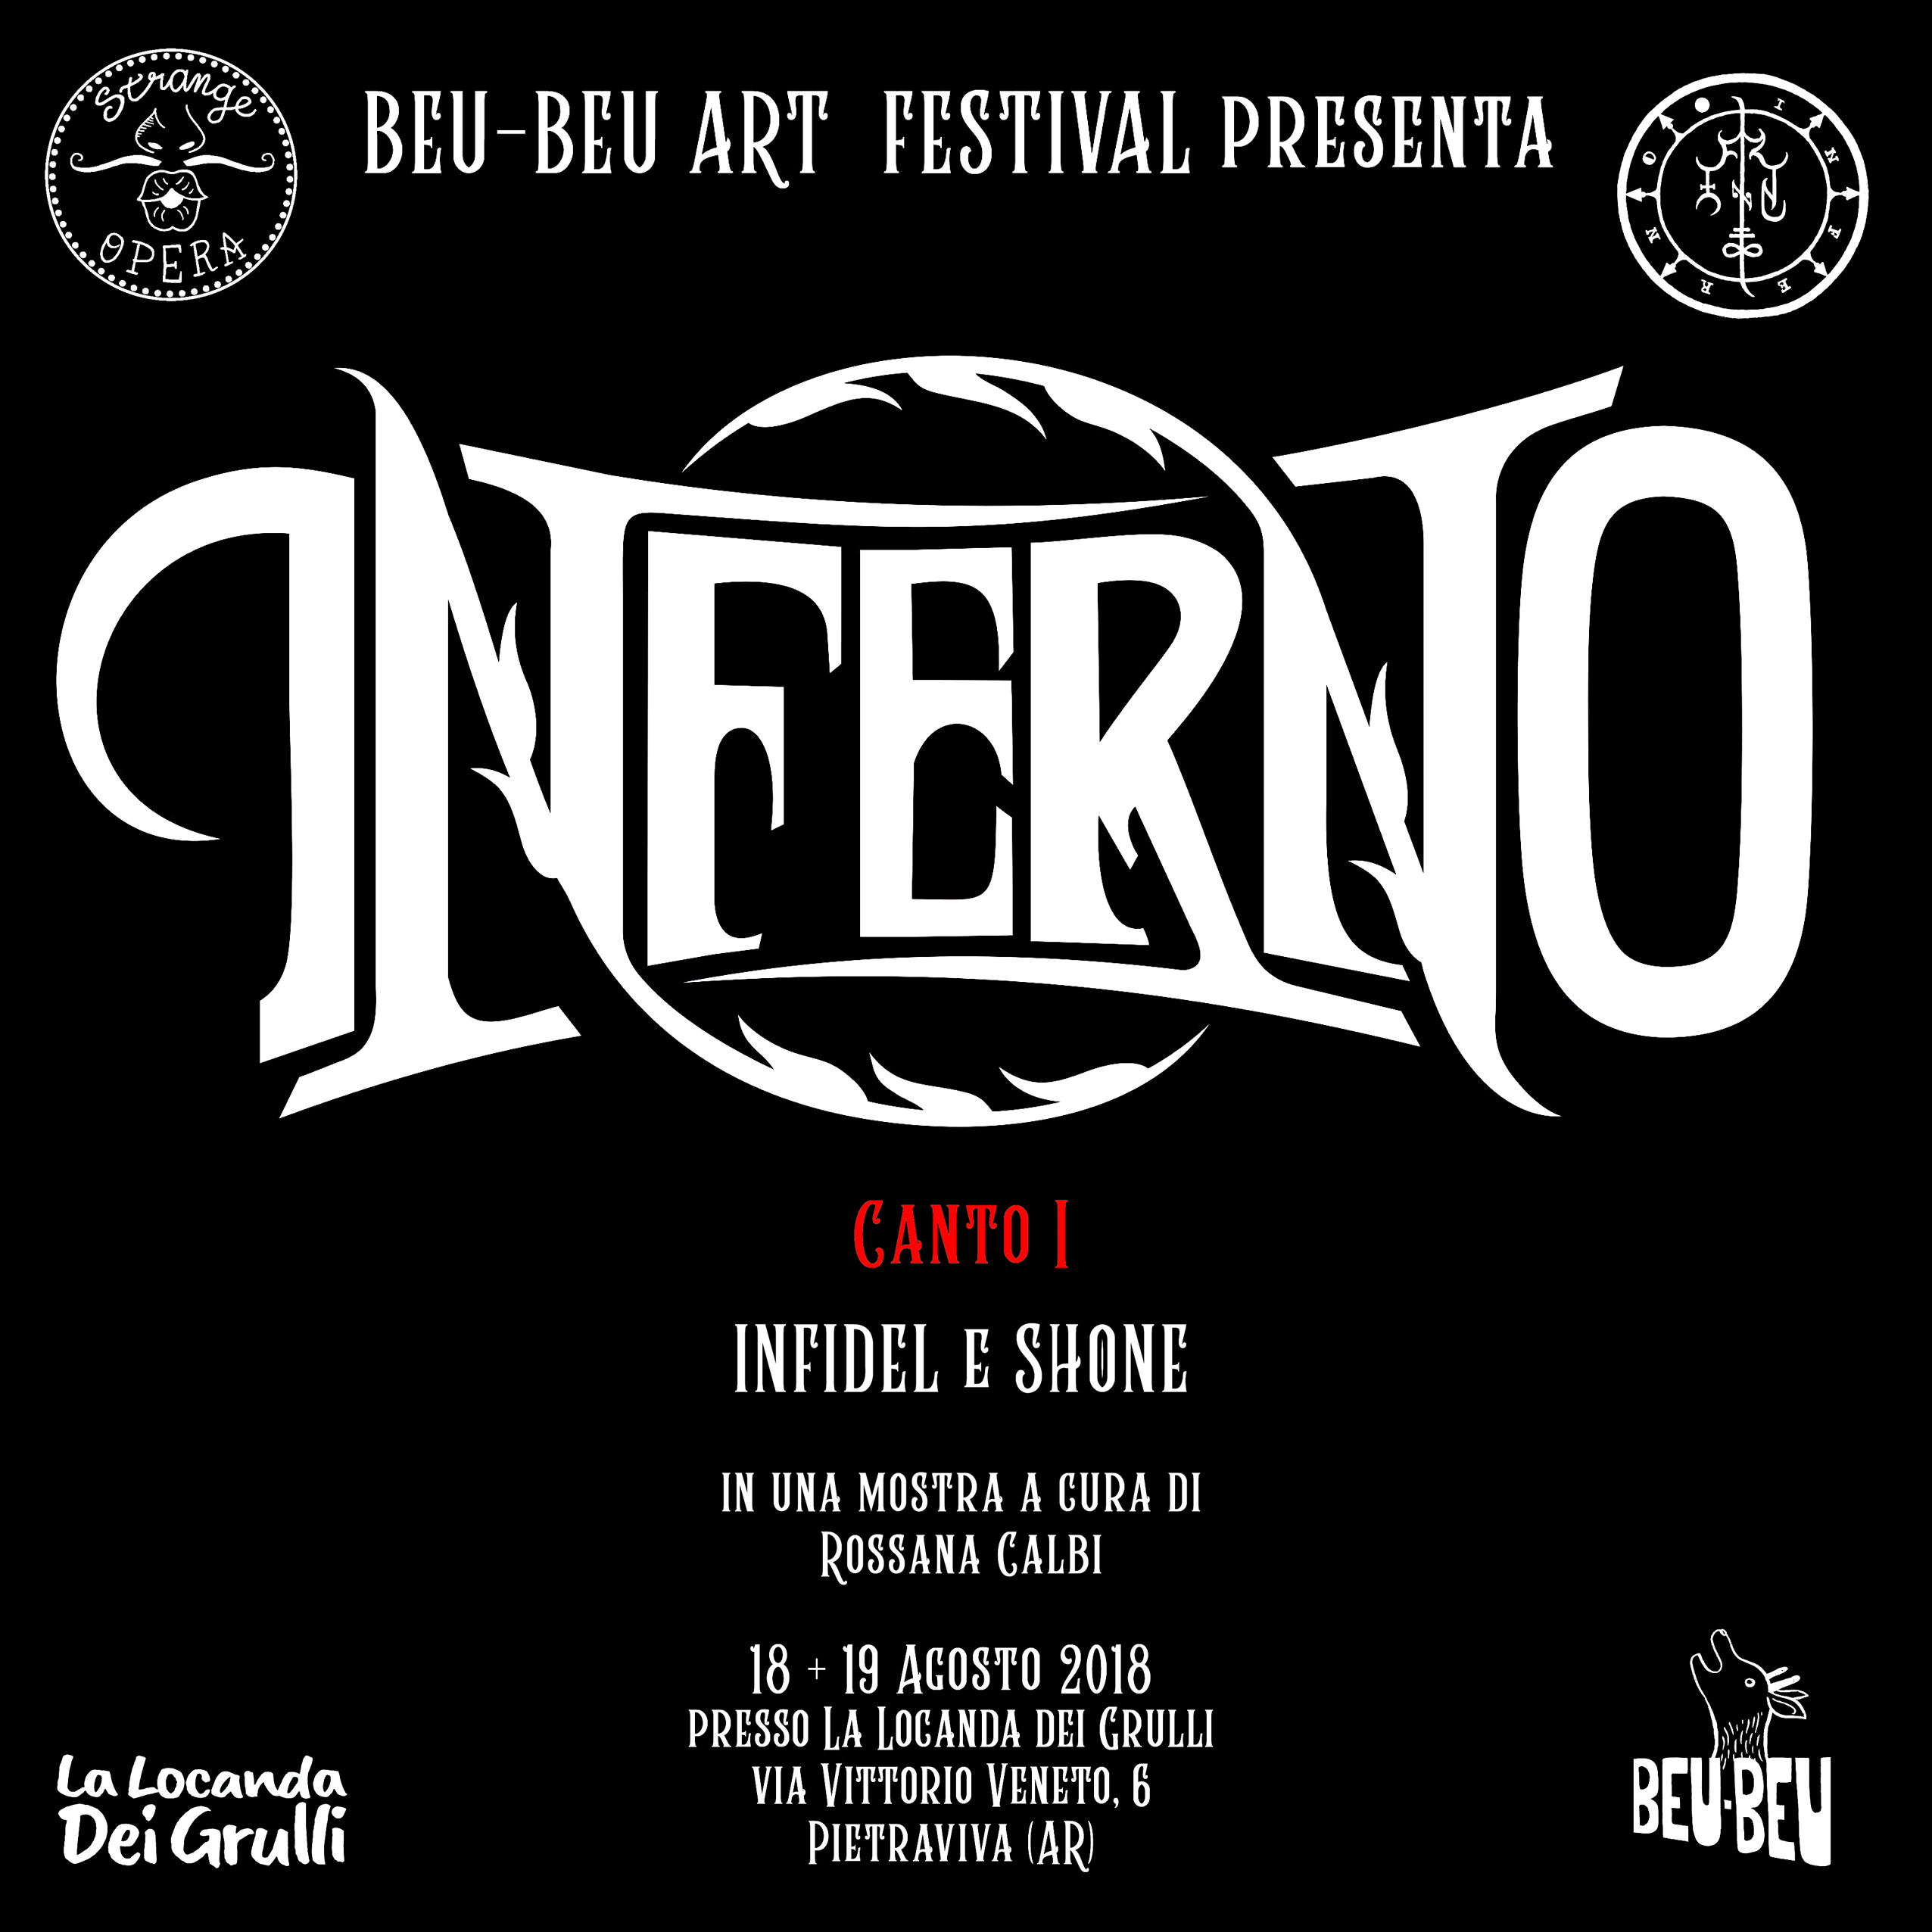 Strange
OPERA
BEU-BEU ART FESTIVAL PRESENTA
INFERNO
INFERNO
CANTO I
INFIDEL E SHONE
IN UNA MOSTRA A CURA DI
ROSSANA CALBI
18 + 19 AGOSTO 2018
PRESSO LA LOCANDA DEI GRULLI
VIA VITTORIO VENETO, 6
PIETRAVIVA (AR)
La Locanda
Dei Grulli
BEU-BEU